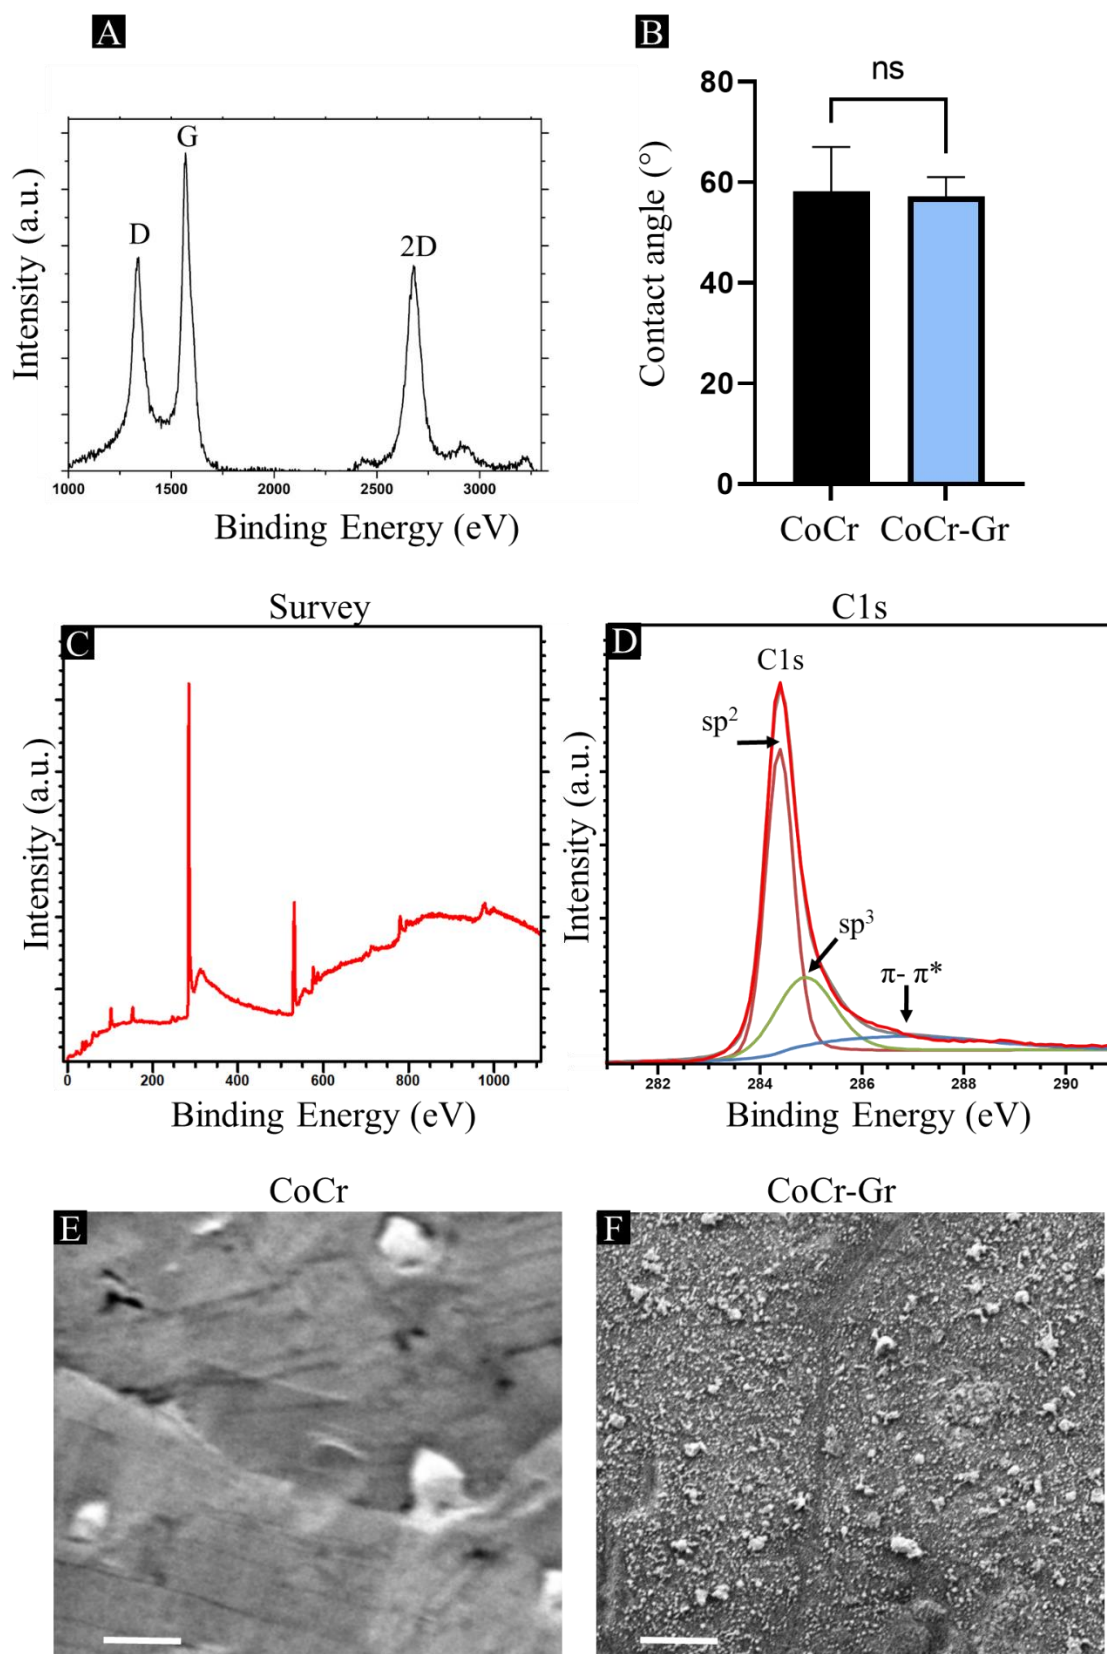 A
Intensity (a.u.)
D
G
2D
1000 1500 2000 2500 3000
Binding Energy (eV)
B
ns
Contact angle (°)
80
60
40
20
0
CoCr CoCr-Gr
Survey
C
Intensity (a.u.)
0 200 400 600 800 1000
Binding Energy (eV)
C1s
D
Intensity (a.u.)
C1s
sp²
sp³
π- π*
282 284 286 288 290
Binding Energy (eV)
CoCr
E
CoCr-Gr
F